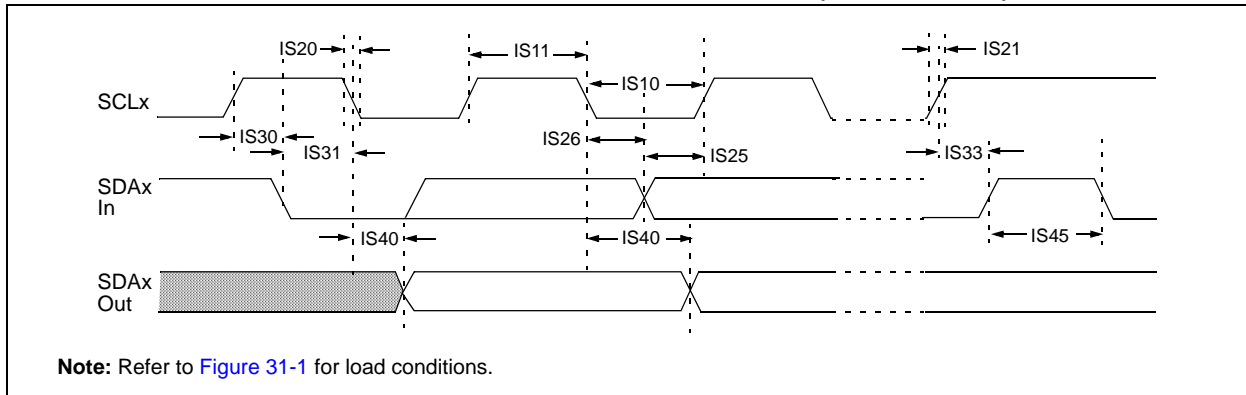 IS20
IS11
IS21
IS10
SCLx
IS30
IS26
IS31
IS25
IS33
SDAx
In
IS40
IS40
IS45
SDAx
Out
Note: Refer to Figure 31-1 for load conditions.